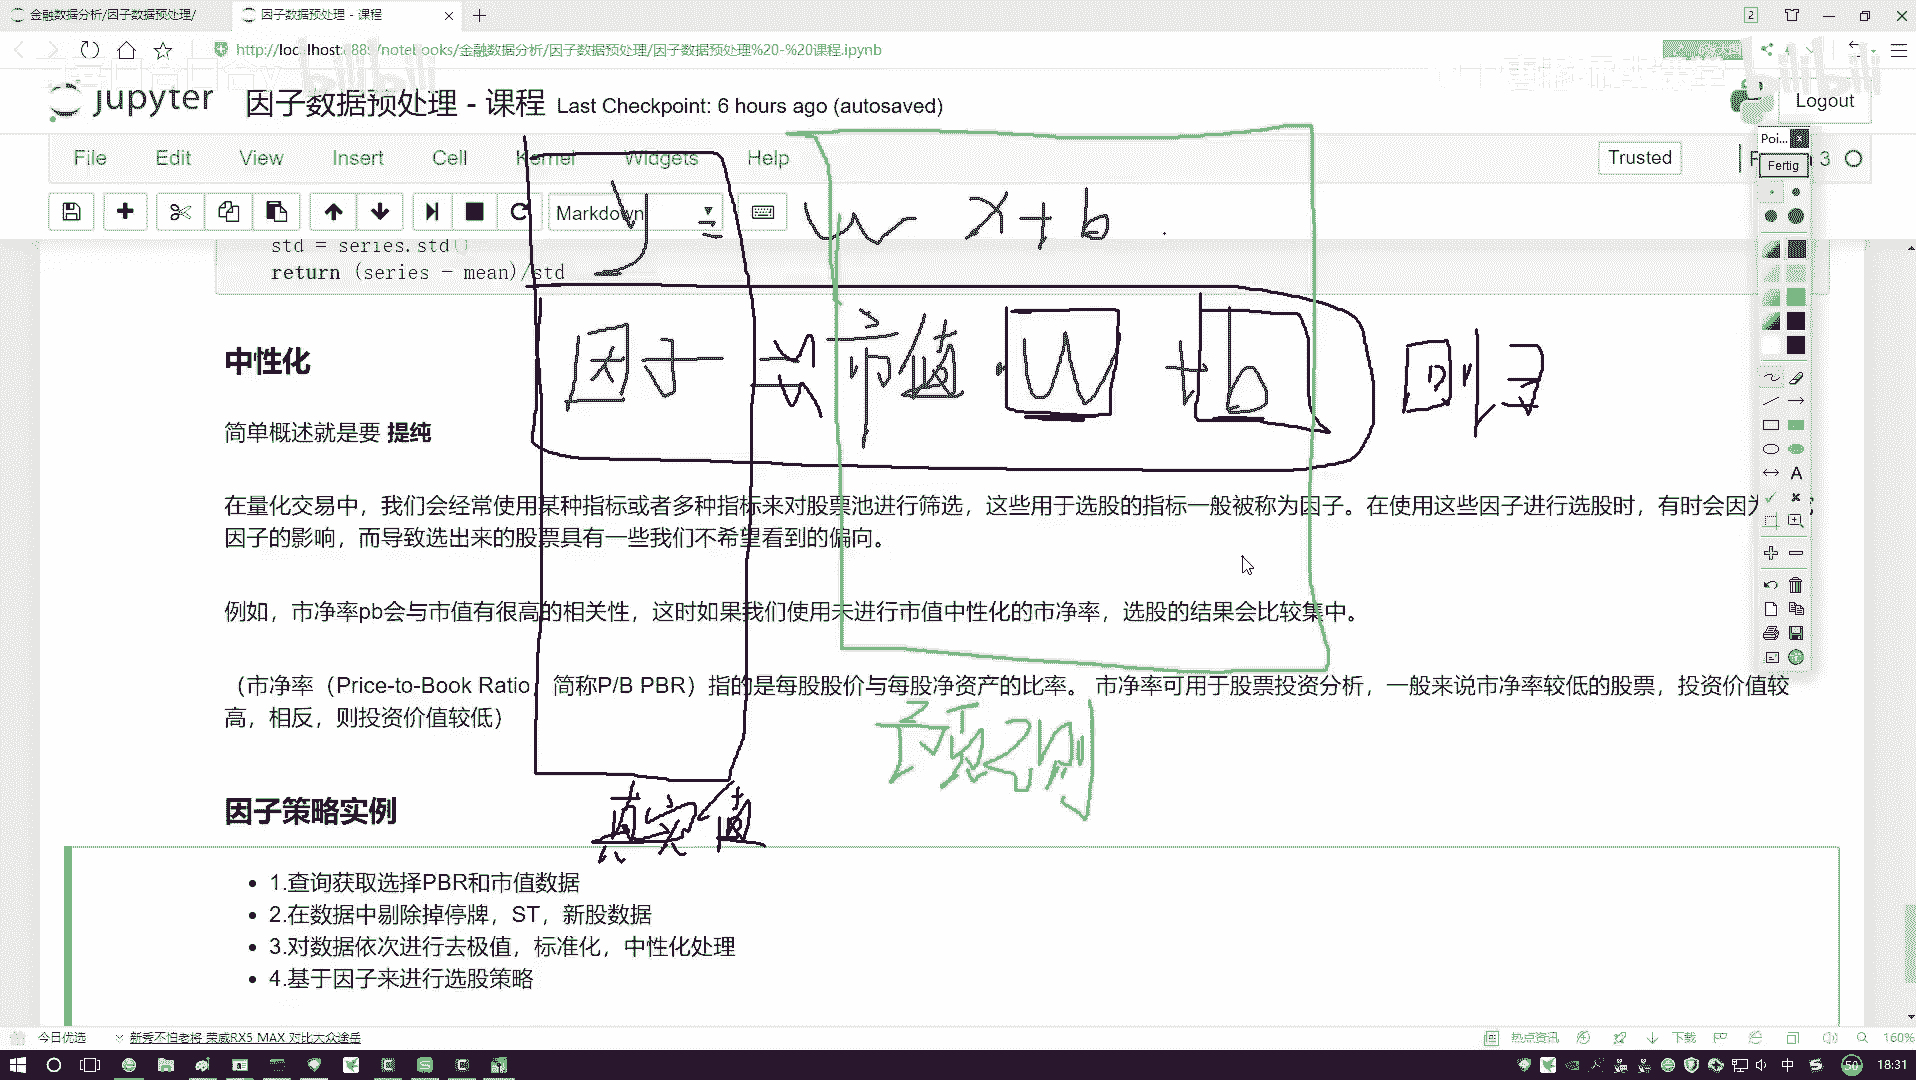 金融数据分析/因子数据预处理/
因子数据预处理 - 课程
2
http://localhost:888/notebooks/金融数据分析/因子数据预处理/因子数据预处理%20-%20课程.ipynb
bilibili
bilibili
jupyter
因子数据预处理 - 课程
Last Checkpoint: 6 hours ago (autosaved)
Logout
Poi...
File Edit View Insert Cell Kernel Widgets Help
Trusted
3
Fertig
Markdown
y = w x + b
std = series.std()
return (series - mean)/std
因子 市值 · W + b 回归
中性化
简单概述就是要 提纯
在量化交易中，我们会经常使用某种指标或者多种指标来对股票池进行筛选，这些用于选股的指标一般被称为因子。在使用这些因子进行选股时，有时会因为
因子的影响，而导致选出来的股票具有一些我们不希望看到的偏向。
例如，市净率pb会与市值有很高的相关性，这时如果我们使用未进行市值中性化的市净率，选股的结果会比较集中。
（市净率（Price-to-Book Ratio，简称P/B PBR）指的是每股股价与每股净资产的比率。 市净率可用于股票投资分析，一般来说市净率较低的股票，投资价值较
高，相反，则投资价值较低）
预测
真实值
因子策略实例
1.查询获取选择PBR和市值数据
2.在数据中剔除掉停牌，ST，新股数据
3.对数据依次进行去极值，标准化，中性化处理
4.基于因子来进行选股策略
今日优选
新秀不怕老将 荣威RX5 MAX 对比大众途岳
热点资讯
下载
160%
中
50
18:31